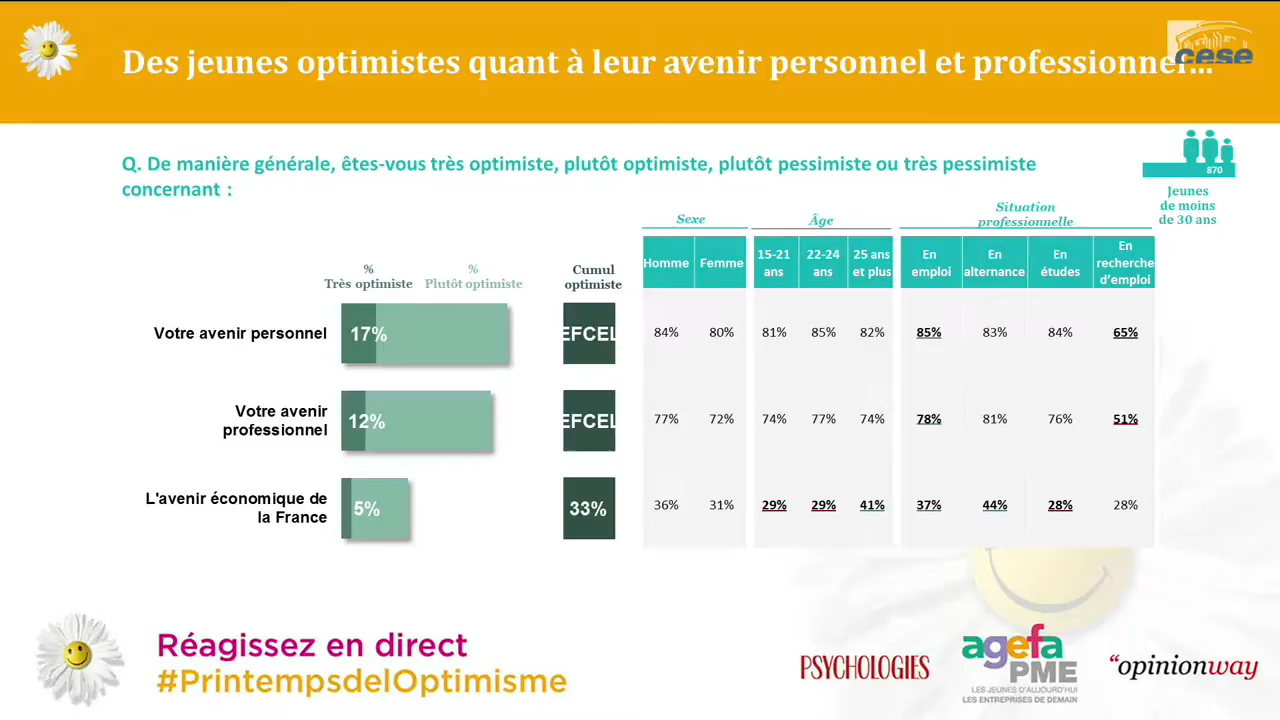 Des jeunes optimistes quant à leur avenir personnel et professionnel...
cese
Q. De manière générale, êtes-vous très optimiste, plutôt optimiste, plutôt pessimiste ou très pessimiste
concernant :
870
Jeunes
de moins
de 30 ans
Sexe
Âge
Situation
professionnelle
Homme
Femme
15-21
ans
22-24
ans
25 ans
et plus
En
emploi
En
alternance
En
études
En
recherche
d'emploi
%
Très optimiste
%
Plutôt optimiste
Cumul
optimiste
Votre avenir personnel
17%
EFCEL
84% 80% 81% 85% 82% 85% 83% 84% 65%
Votre avenir
professionnel
12%
EFCEL
77% 72% 74% 77% 74% 78% 81% 76% 51%
L'avenir économique de
la France
5%
33%
36% 31% 29% 29% 41% 37% 44% 28% 28%
Réagissez en direct
#PrintempsdelOptimisme
PSYCHOLOGIES
agefa
PME
LES JEUNES D'AUJOURD'HUI
LES ENTREPRISES DE DEMAIN
“opinionway